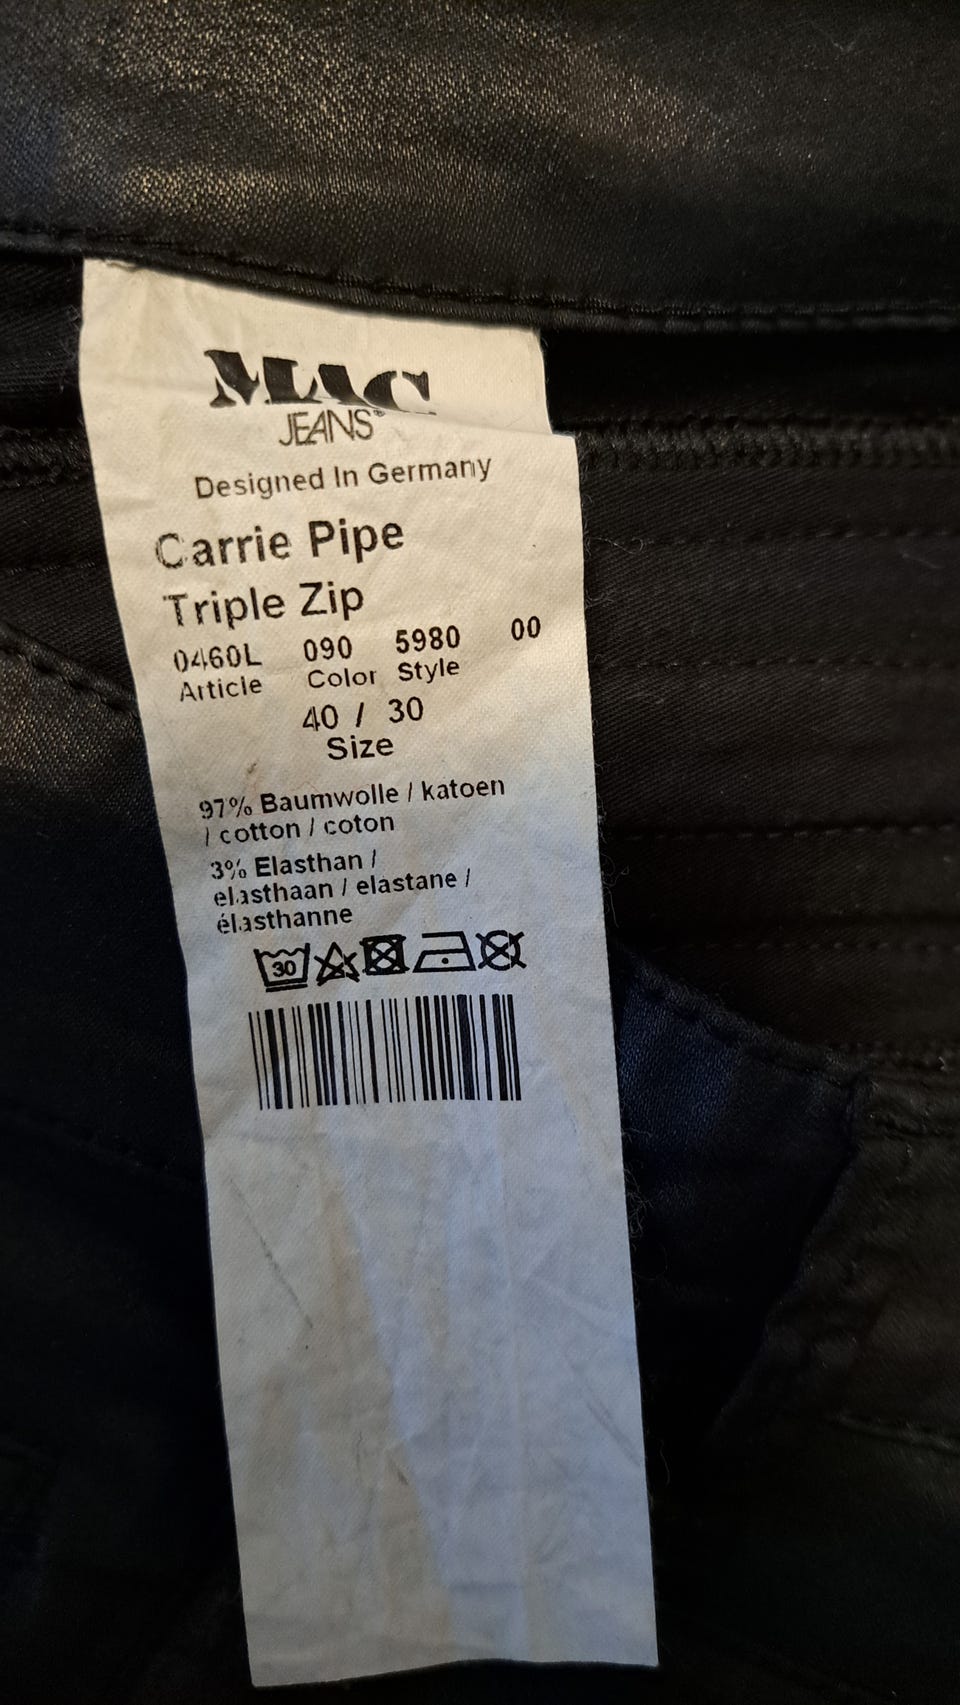 MAC
JEANS®
Designed In Germany
Carrie Pipe
Triple Zip
0460L 090 5980 00
Article Color Style
40 / 30
Size
97% Baumwolle / katoen
/ cotton / coton
3% Elasthan /
elasthaan / elastane /
élasthanne
30